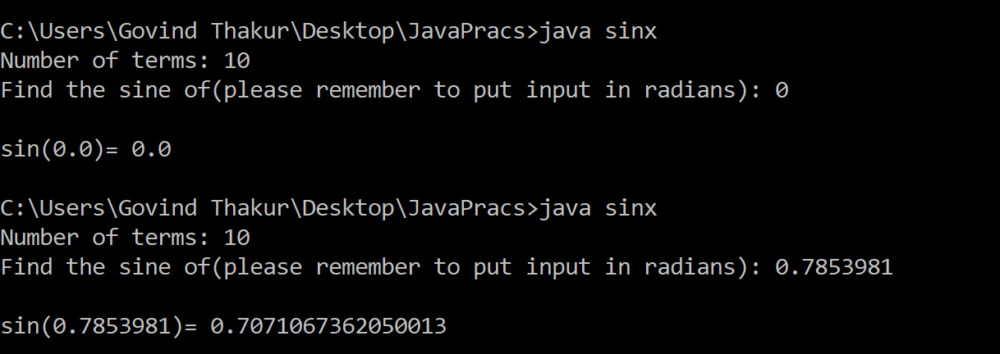 C:\Users\Govind Thakur\Desktop\JavaPracs>java sinx
Number of terms: 10
Find the sine of(please remember to put input in radians): 0
sin(0.0)= 0.0
C:\Users\Govind Thakur\Desktop\JavaPracs>java sinx
Number of terms: 10
Find the sine of(please remember to put input in radians): 0.7853981
sin(0.7853981)= 0.7071067362050013